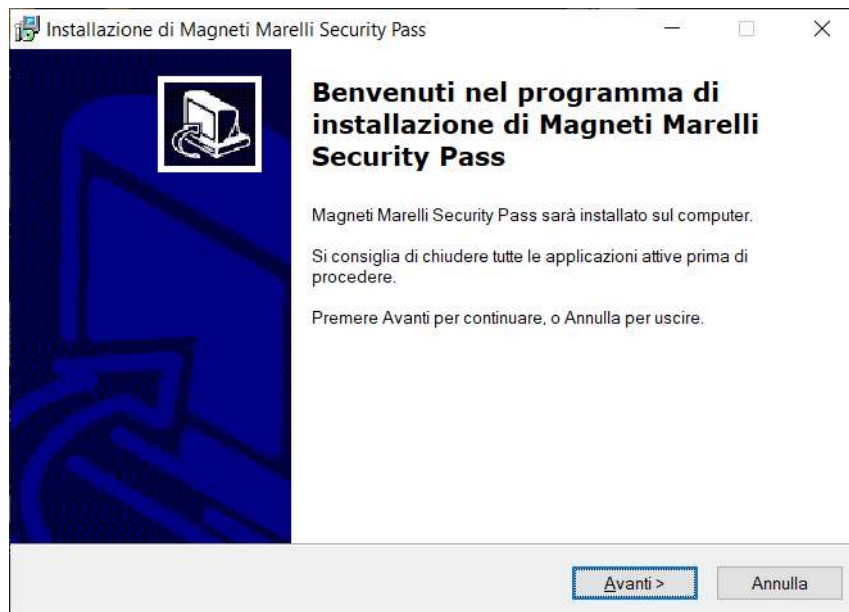 Installazione di Magneti Marelli Security Pass
Benvenuti nel programma di
installazione di Magneti Marelli
Security Pass
Magneti Marelli Security Pass sarà installato sul computer.
Si consiglia di chiudere tutte le applicazioni attive prima di
procedere.
Premere Avanti per continuare, o Annulla per uscire.
Avanti >
Annulla